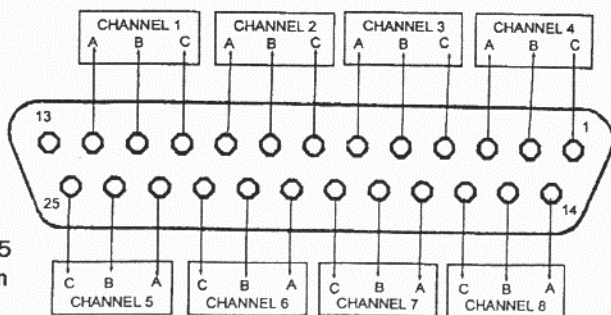 CHANNEL 1 CHANNEL 2 CHANNEL 3 CHANNEL 4
A B C A B C A B C A B C
13 1
25 14
5
n
C B A C B A C B A C B A
CHANNEL 5 CHANNEL 6 CHANNEL 7 CHANNEL 8